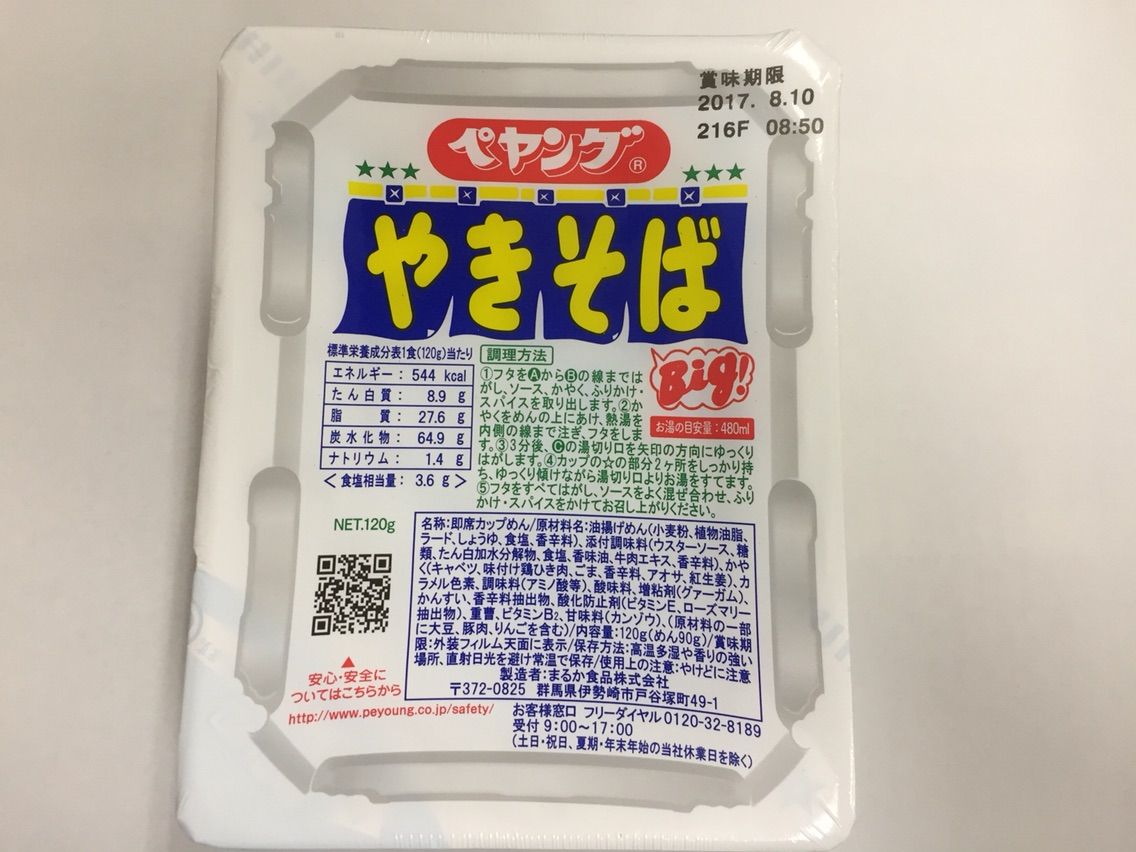 賞味期限
2017. 8.10
216F 08:50
ペヤング®
★★★ ★★★
やきそば
Big!
お湯の目安量：480ml
標準栄養成分表1食(120g)当たり
エネルギー： 544 kcal
たん白質： 8.9 g
脂質： 27.6 g
炭水化物： 64.9 g
ナトリウム： 1.4 g
＜食塩相当量： 3.6 g＞
調理方法
①フタをAからBの線まではが
し、ソース、かやく、ふりかけ・
スパイスを取り出します。②か
やくをめんの上にあけ、熱湯を
内側の線まで注ぎ、フタをしま
す。③3分後、Cの湯切り口を矢印の方向にゆっくり
はがします。④カップの☆の部分2ヶ所をしっかり持
ち、ゆっくり傾けながら湯切り口よりお湯をすてます。
⑤フタをすべてはがし、ソースをよく混ぜ合わせ、ふり
かけ・スパイスをかけてお召し上がりください。
NET.120g
名称：即席カップめん/原材料名：油揚げめん(小麦粉、植物油脂、
ラード、しょうゆ、食塩、香辛料)、添付調味料(ウスターソース、糖
類、たん白加水分解物、食塩、香味油、牛肉エキス、香辛料)、かや
く(キャベツ、味付け鶏ひき肉、ごま、香辛料、アオサ、紅生姜)、カ
ラメル色素、調味料(アミノ酸等)、酸味料、増粘剤(グァーガム)、
かんすい、香辛料抽出物、酸化防止剤(ビタミンE、ローズマリー
抽出物)、重曹、ビタミンB₂、甘味料(カンゾウ)、(原材料の一部
に大豆、豚肉、りんごを含む)/内容量：120g(めん90g)/賞味期
限：外装フィルム天面に表示/保存方法：高温多湿や香りの強い
場所、直射日光を避け常温で保存/使用上の注意：やけどに注意
製造者：まるか食品株式会社
〒372-0825 群馬県伊勢崎市戸谷塚町49-1
▲
安心・安全に
ついてはこちらから
http://www.peyoung.co.jp/safety/
お客様窓口 フリーダイヤル0120-32-8189
受付 9：00〜17：00
(土日・祝日、夏期・年末年始の当社休業日を除く)